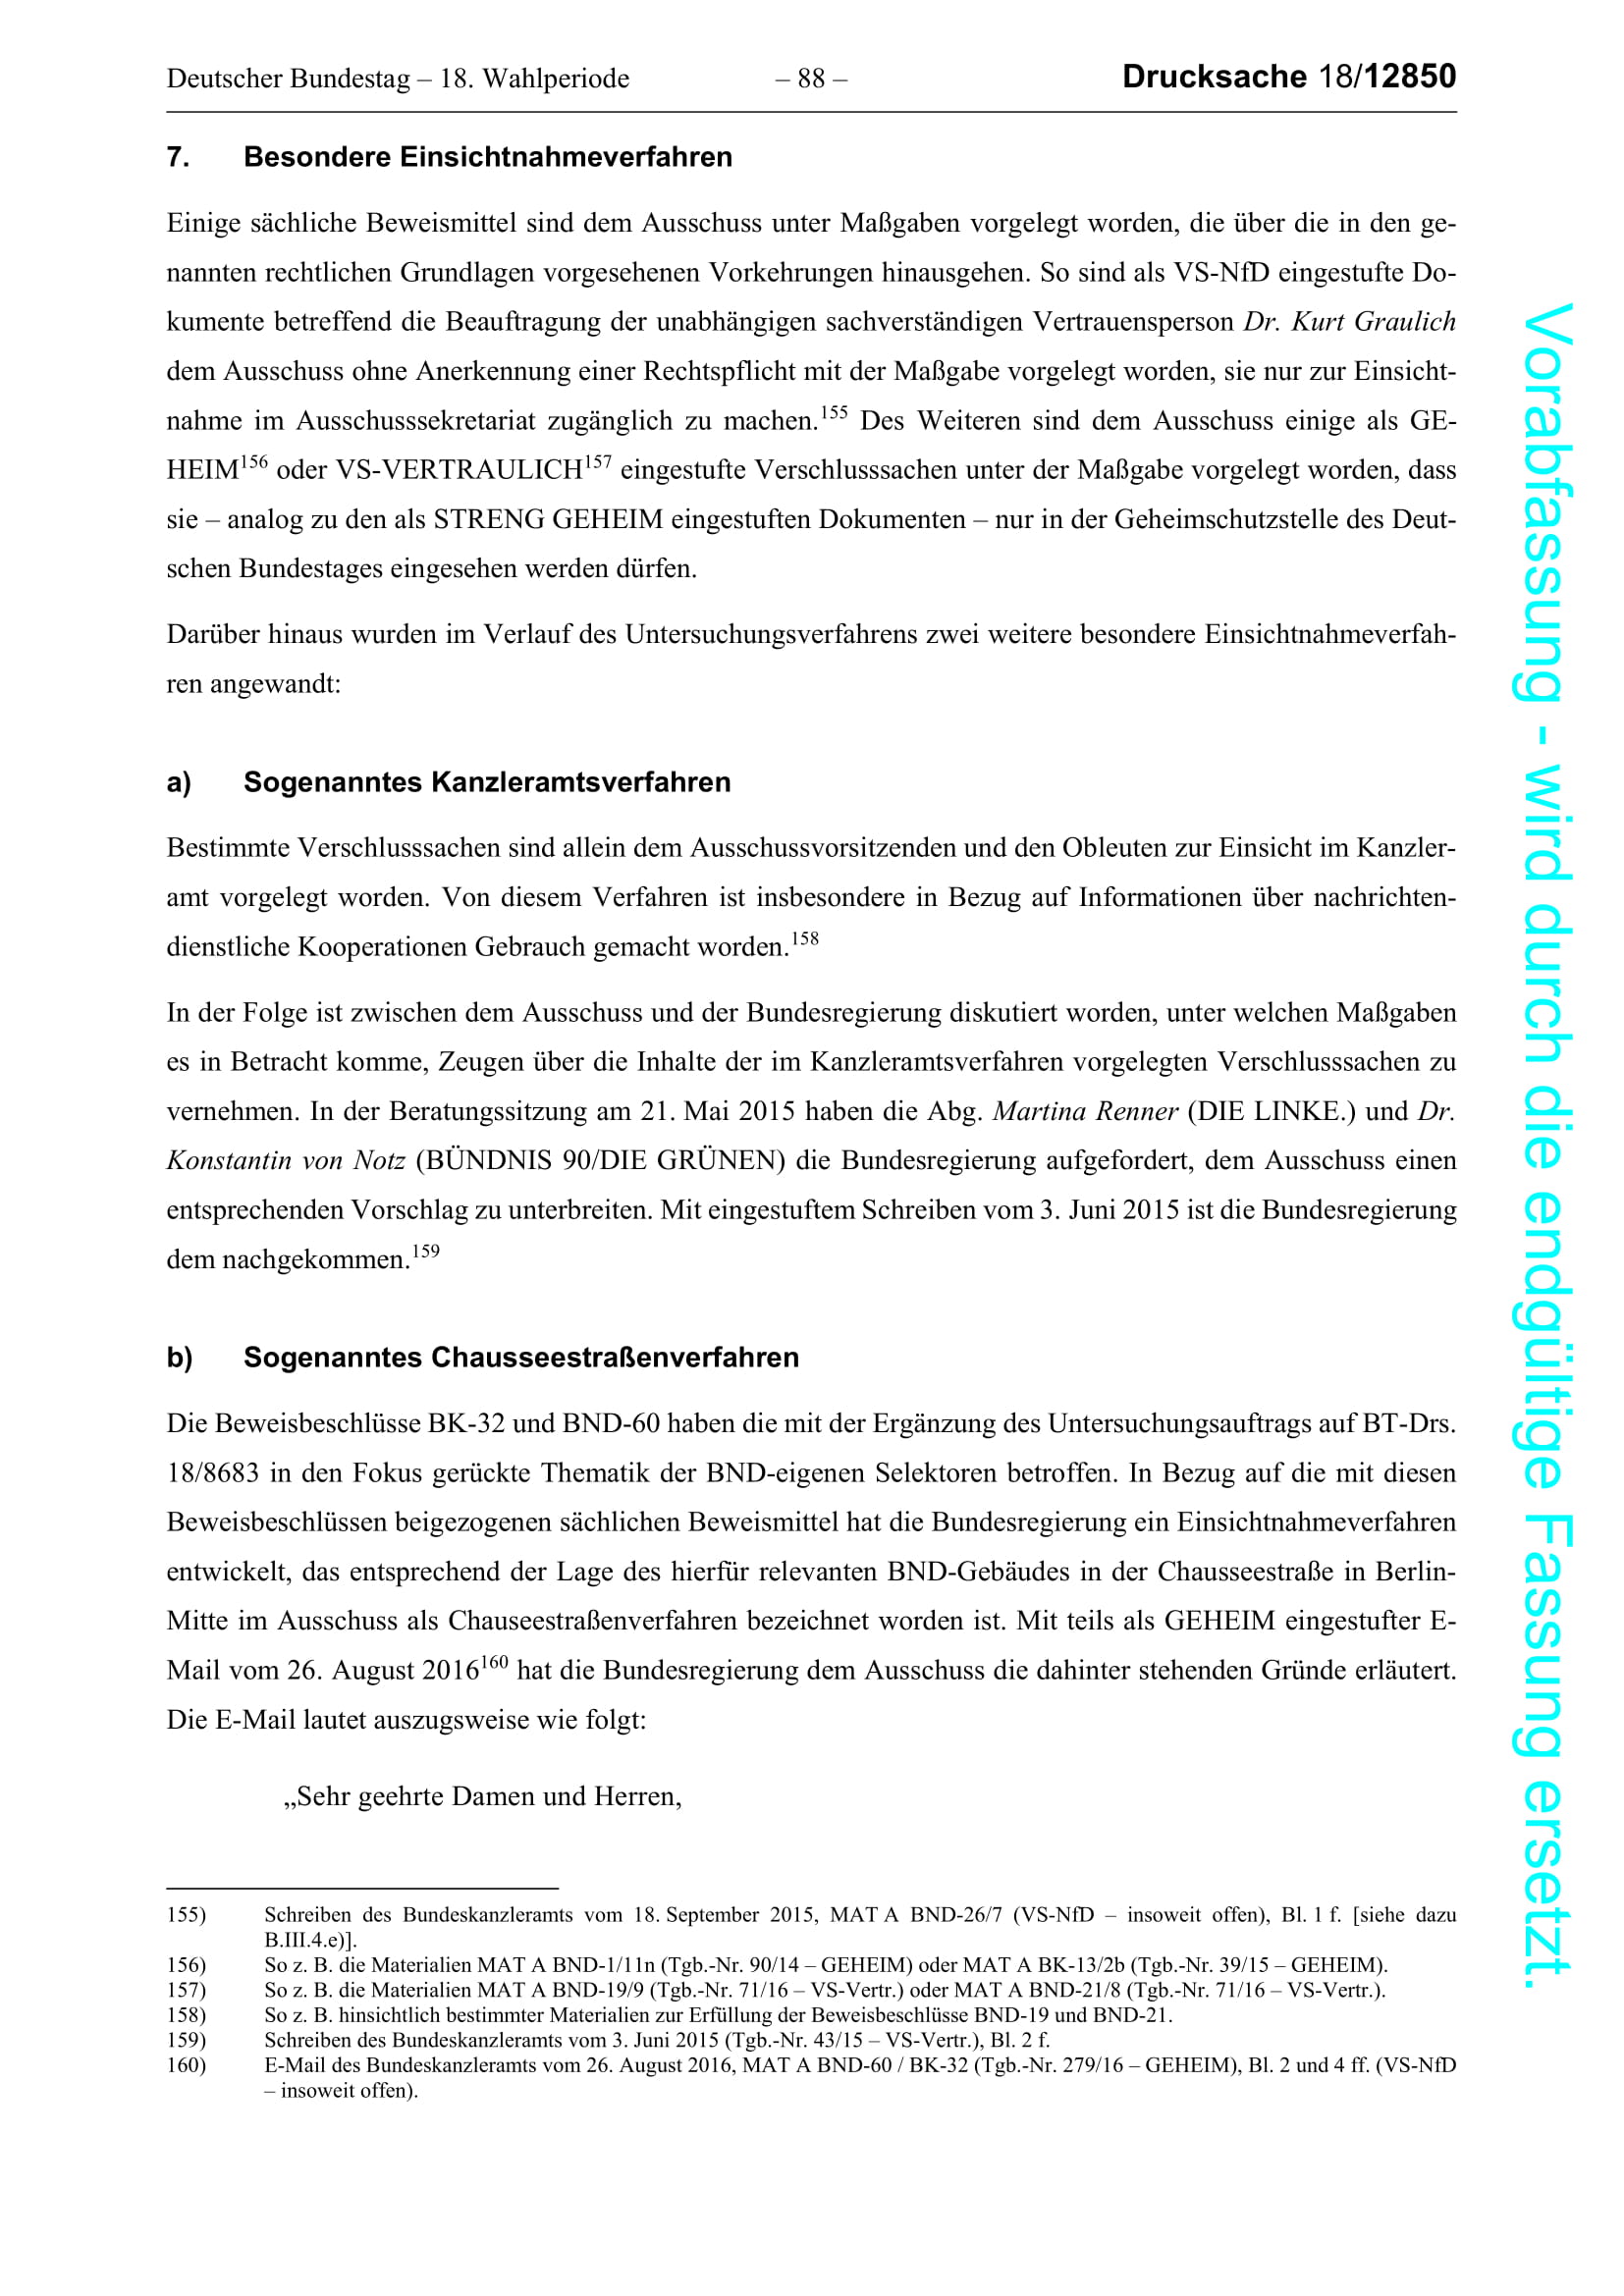 Deutscher Bundestag – 18. Wahlperiode – 88 – Drucksache 18/12850
7. Besondere Einsichtnahmeverfahren
Einige sächliche Beweismittel sind dem Ausschuss unter Maßgaben vorgelegt worden, die über die in den ge-
nannten rechtlichen Grundlagen vorgesehenen Vorkehrungen hinausgehen. So sind als VS-NfD eingestufte Do-
kumente betreffend die Beauftragung der unabhängigen sachverständigen Vertrauensperson Dr. Kurt Graulich
dem Ausschuss ohne Anerkennung einer Rechtspflicht mit der Maßgabe vorgelegt worden, sie nur zur Einsicht-
nahme im Ausschusssekretariat zugänglich zu machen.155 Des Weiteren sind dem Ausschuss einige als GE-
HEIM156 oder VS-VERTRAULICH157 eingestufte Verschlusssachen unter der Maßgabe vorgelegt worden, dass
sie – analog zu den als STRENG GEHEIM eingestuften Dokumenten – nur in der Geheimschutzstelle des Deut-
schen Bundestages eingesehen werden dürfen.
Darüber hinaus wurden im Verlauf des Untersuchungsverfahrens zwei weitere besondere Einsichtnahmeverfah-
ren angewandt:
a) Sogenanntes Kanzleramtsverfahren
Bestimmte Verschlusssachen sind allein dem Ausschussvorsitzenden und den Obleuten zur Einsicht im Kanzler-
amt vorgelegt worden. Von diesem Verfahren ist insbesondere in Bezug auf Informationen über nachrichten-
dienstliche Kooperationen Gebrauch gemacht worden.158
In der Folge ist zwischen dem Ausschuss und der Bundesregierung diskutiert worden, unter welchen Maßgaben
es in Betracht komme, Zeugen über die Inhalte der im Kanzleramtsverfahren vorgelegten Verschlusssachen zu
vernehmen. In der Beratungssitzung am 21. Mai 2015 haben die Abg. Martina Renner (DIE LINKE.) und Dr.
Konstantin von Notz (BÜNDNIS 90/DIE GRÜNEN) die Bundesregierung aufgefordert, dem Ausschuss einen
entsprechenden Vorschlag zu unterbreiten. Mit eingestuftem Schreiben vom 3. Juni 2015 ist die Bundesregierung
dem nachgekommen.159
b) Sogenanntes Chausseestraßenverfahren
Die Beweisbeschlüsse BK-32 und BND-60 haben die mit der Ergänzung des Untersuchungsauftrags auf BT-Drs.
18/8683 in den Fokus gerückte Thematik der BND-eigenen Selektoren betroffen. In Bezug auf die mit diesen
Beweisbeschlüssen beigezogenen sächlichen Beweismittel hat die Bundesregierung ein Einsichtnahmeverfahren
entwickelt, das entsprechend der Lage des hierfür relevanten BND-Gebäudes in der Chausseestraße in Berlin-
Mitte im Ausschuss als Chauseestraßenverfahren bezeichnet worden ist. Mit teils als GEHEIM eingestufter E-
Mail vom 26. August 2016160 hat die Bundesregierung dem Ausschuss die dahinter stehenden Gründe erläutert.
Die E-Mail lautet auszugsweise wie folgt:
„Sehr geehrte Damen und Herren,
155) Schreiben des Bundeskanzleramts vom 18. September 2015, MAT A BND-26/7 (VS-NfD – insoweit offen), Bl. 1 f. [siehe dazu
B.III.4.e)].
156) So z. B. die Materialien MAT A BND-1/11n (Tgb.-Nr. 90/14 – GEHEIM) oder MAT A BK-13/2b (Tgb.-Nr. 39/15 – GEHEIM).
157) So z. B. die Materialien MAT A BND-19/9 (Tgb.-Nr. 71/16 – VS-Vertr.) oder MAT A BND-21/8 (Tgb.-Nr. 71/16 – VS-Vertr.).
158) So z. B. hinsichtlich bestimmter Materialien zur Erfüllung der Beweisbeschlüsse BND-19 und BND-21.
159) Schreiben des Bundeskanzleramts vom 3. Juni 2015 (Tgb.-Nr. 43/15 – VS-Vertr.), Bl. 2 f.
160) E-Mail des Bundeskanzleramts vom 26. August 2016, MAT A BND-60 / BK-32 (Tgb.-Nr. 279/16 – GEHEIM), Bl. 2 und 4 ff. (VS-NfD
– insoweit offen).
Vorabfassung - wird durch die endgültige Fassung ersetzt.